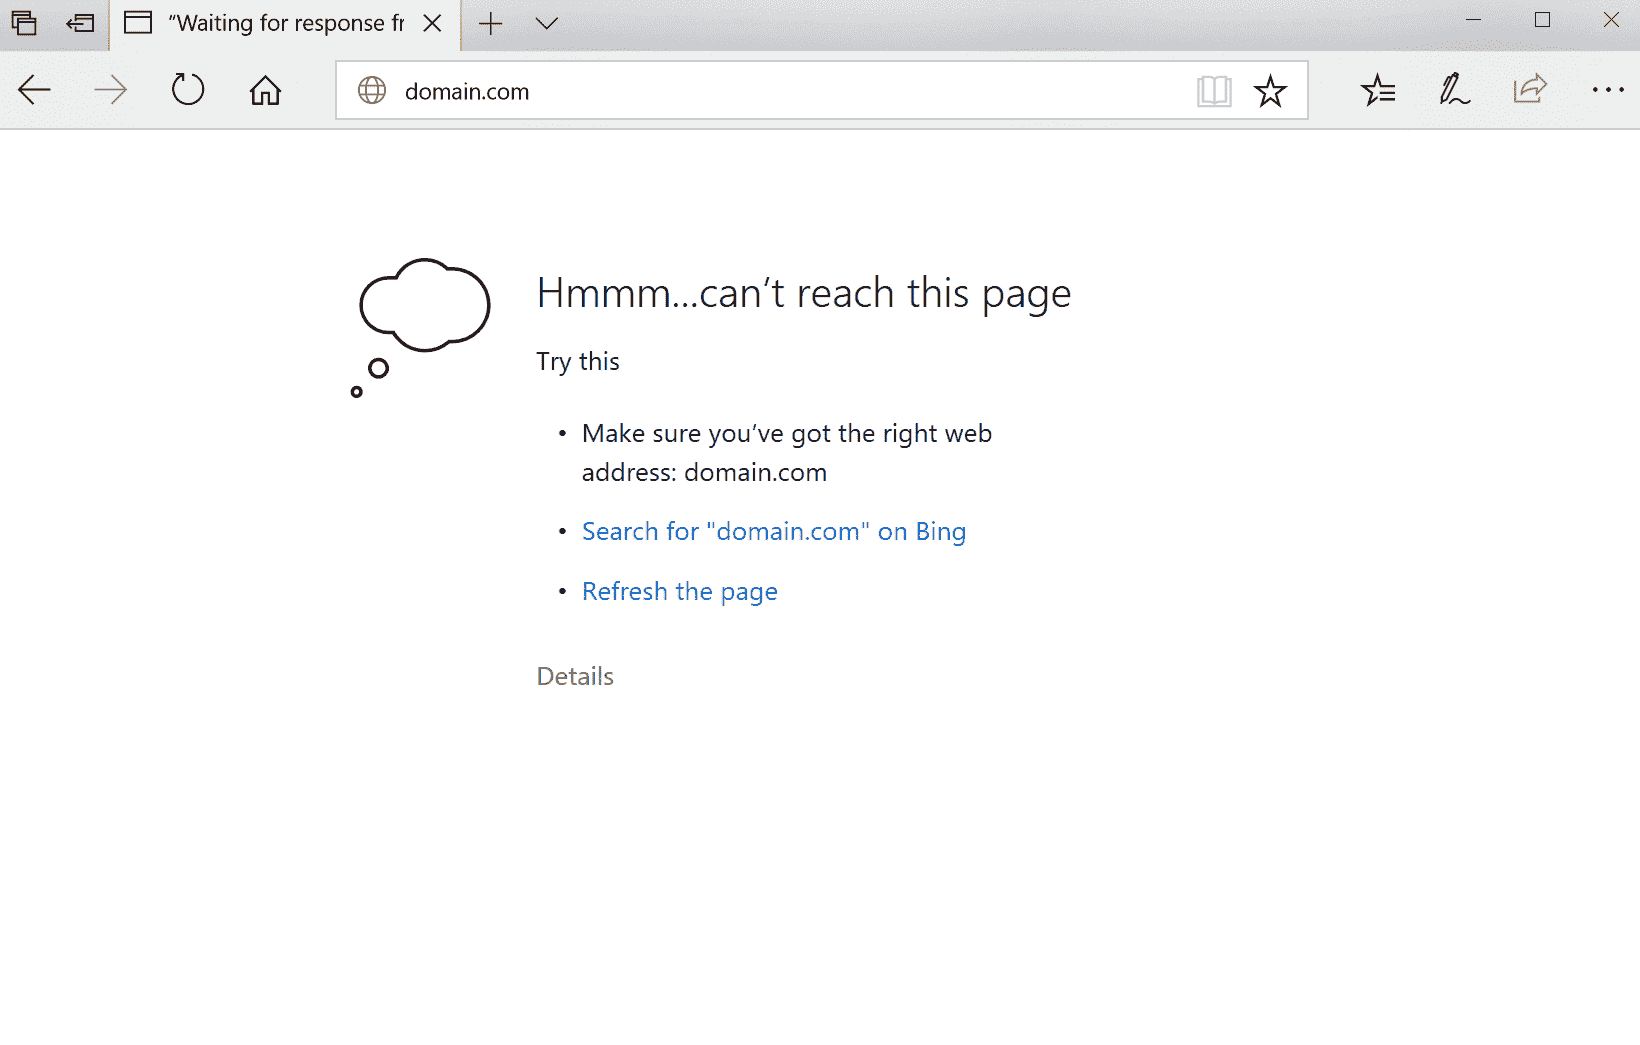 “Waiting for response fr
domain.com
Hmmm...can’t reach this page
Try this
• Make sure you’ve got the right web
address: domain.com
• Search for "domain.com" on Bing
• Refresh the page
Details